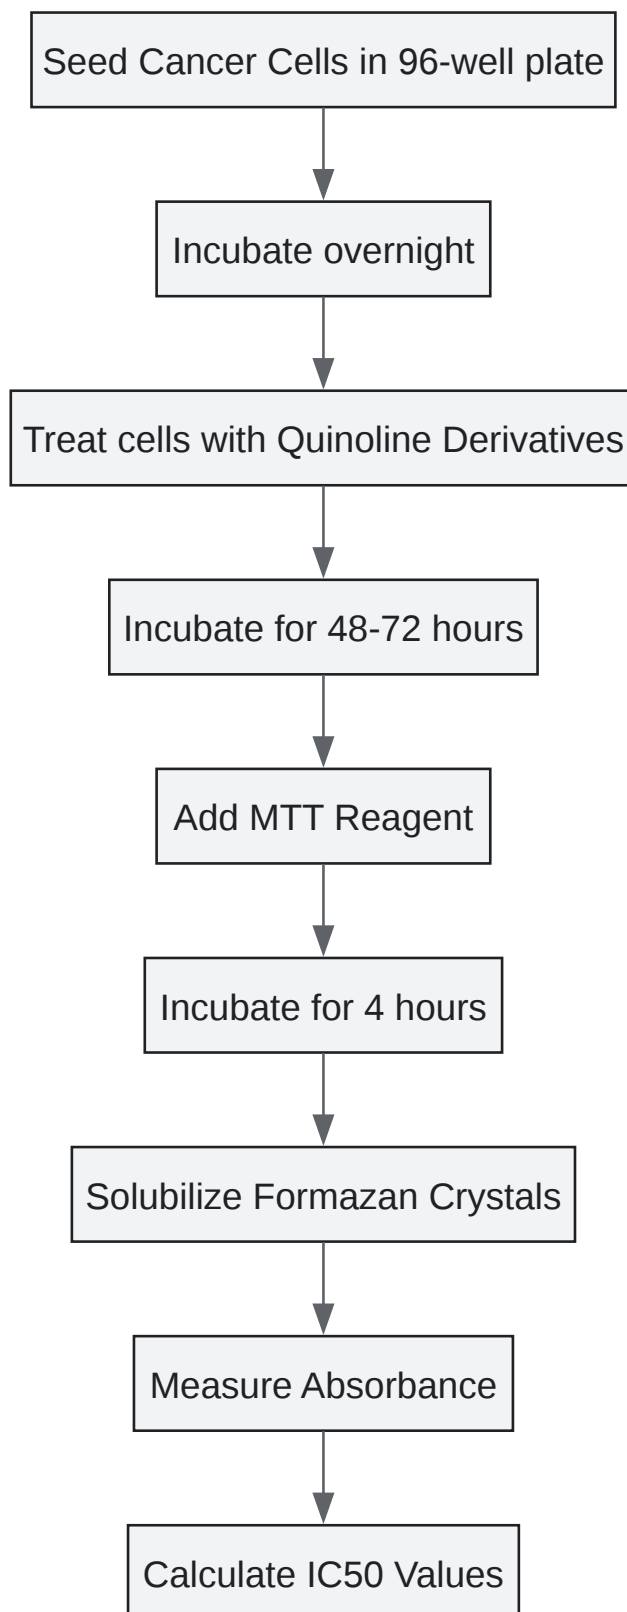 Seed Cancer Cells in 96-well plate
Incubate overnight
Treat cells with Quinoline Derivatives
Incubate for 48-72 hours
Add MTT Reagent
Incubate for 4 hours
Solubilize Formazan Crystals
Measure Absorbance
Calculate IC50 Values